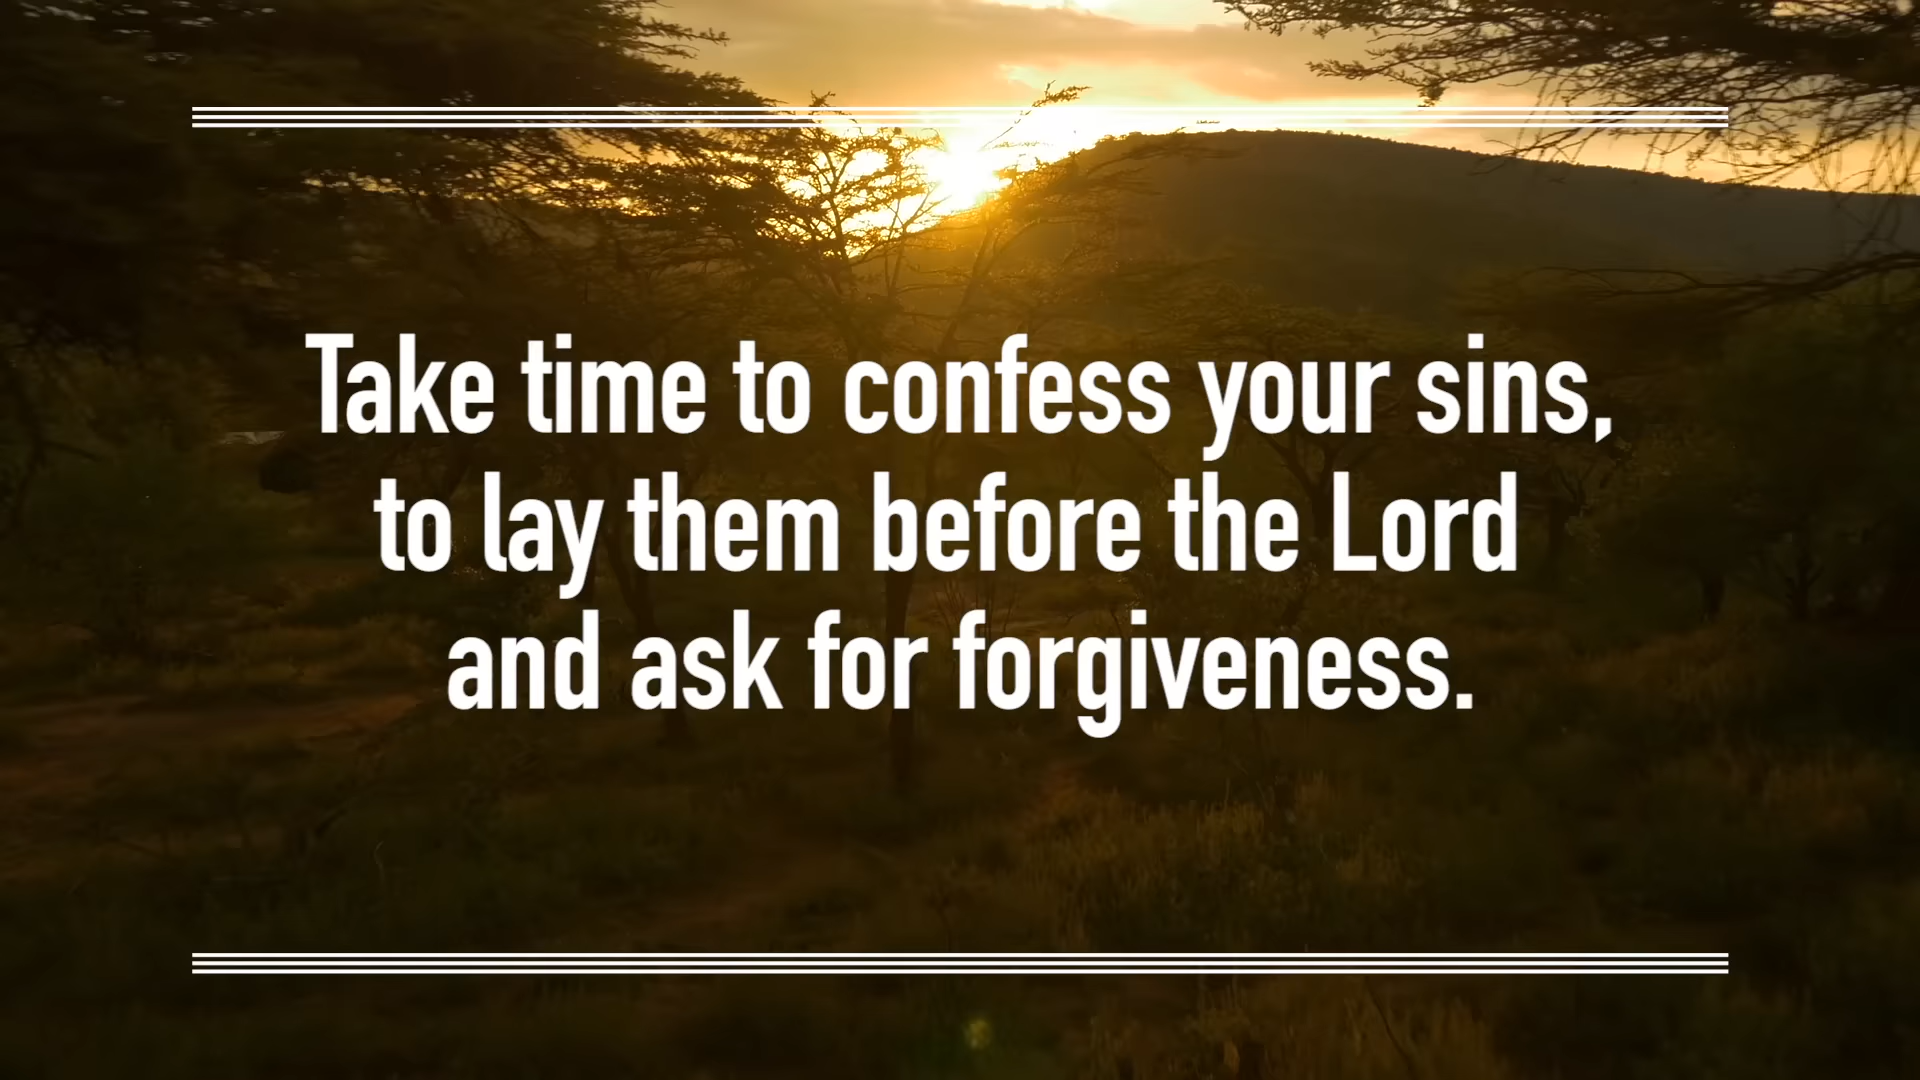 Take time to confess your sins,
to lay them before the Lord
and ask for forgiveness.